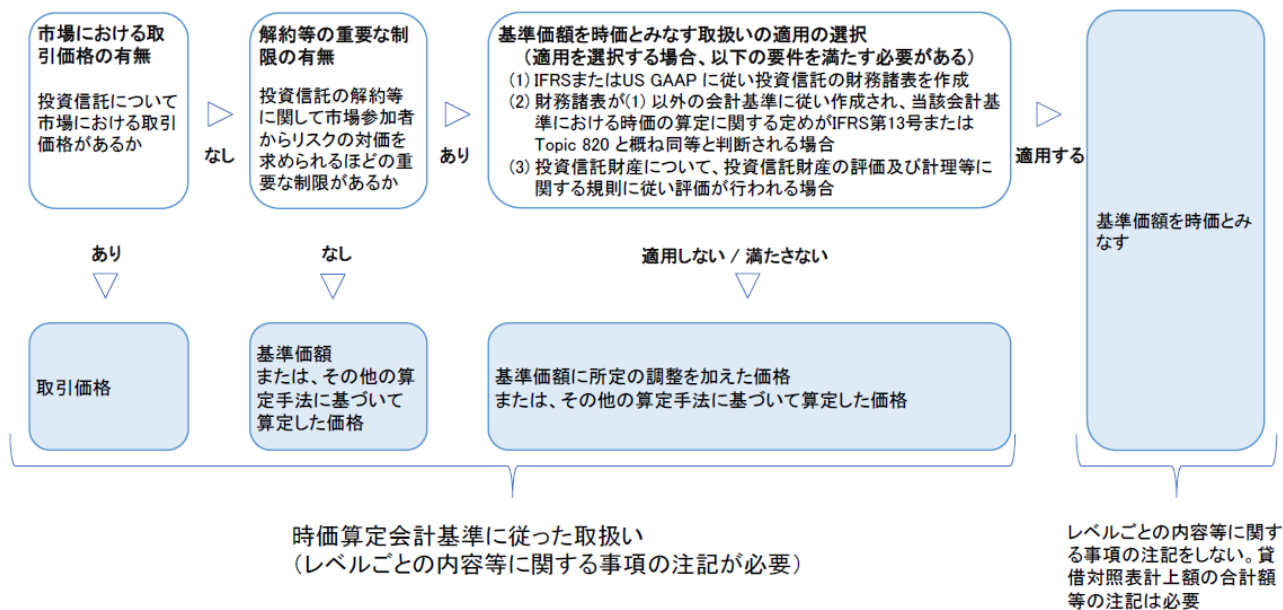 市場における取
引価格の有無
投資信託について
市場における取引
価格があるか
なし
解約等の重要な制
限の有無
投資信託の解約等
に関して市場参加者
からリスクの対価を
求められるほどの重
要な制限があるか
あり
基準価額を時価とみなす取扱いの適用の選択
（適用を選択する場合、以下の要件を満たす必要がある）
(1) IFRSまたはUS GAAP に従い投資信託の財務諸表を作成
(2) 財務諸表が(1) 以外の会計基準に従い作成され、当該会計基
準における時価の算定に関する定めがIFRS第13号または
Topic 820 と概ね同等と判断される場合
(3) 投資信託財産について、投資信託財産の評価及び計理等に
関する規則に従い評価が行われる場合
適用する
基準価額を時価とみ
なす
あり
なし
適用しない / 満たさない
取引価格
基準価額
または、その他の算
定手法に基づいて
算定した価格
基準価額に所定の調整を加えた価格
または、その他の算定手法に基づいて算定した価格
時価算定会計基準に従った取扱い
（レベルごとの内容等に関する事項の注記が必要）
レベルごとの内容等に関す
る事項の注記をしない。貸
借対照表計上額の合計額
等の注記は必要